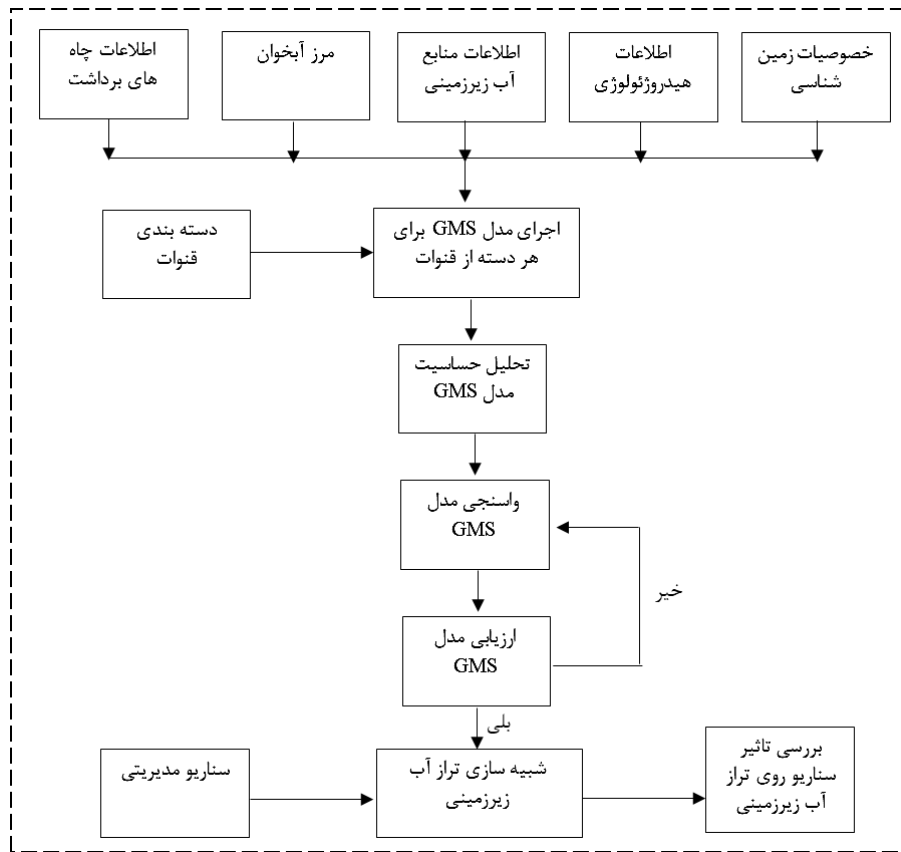 خصوصیات زمین
شناسی
اطلاعات
هیدروژئولوژی
اطلاعات منابع
آب زیرزمینی
مرز آبخوان
اطلاعات چاه
های برداشت
اجرای مدل GMS برای
هر دسته از قنوات
دسته بندی
قنوات
تحلیل حساسیت
مدل GMS
واسنجی مدل
GMS
خیر
ارزیابی مدل
GMS
بلی
بررسی تاثیر
سناریو روی تراز
آب زیرزمینی
شبیه سازی تراز آب
زیرزمینی
سناریو مدیریتی